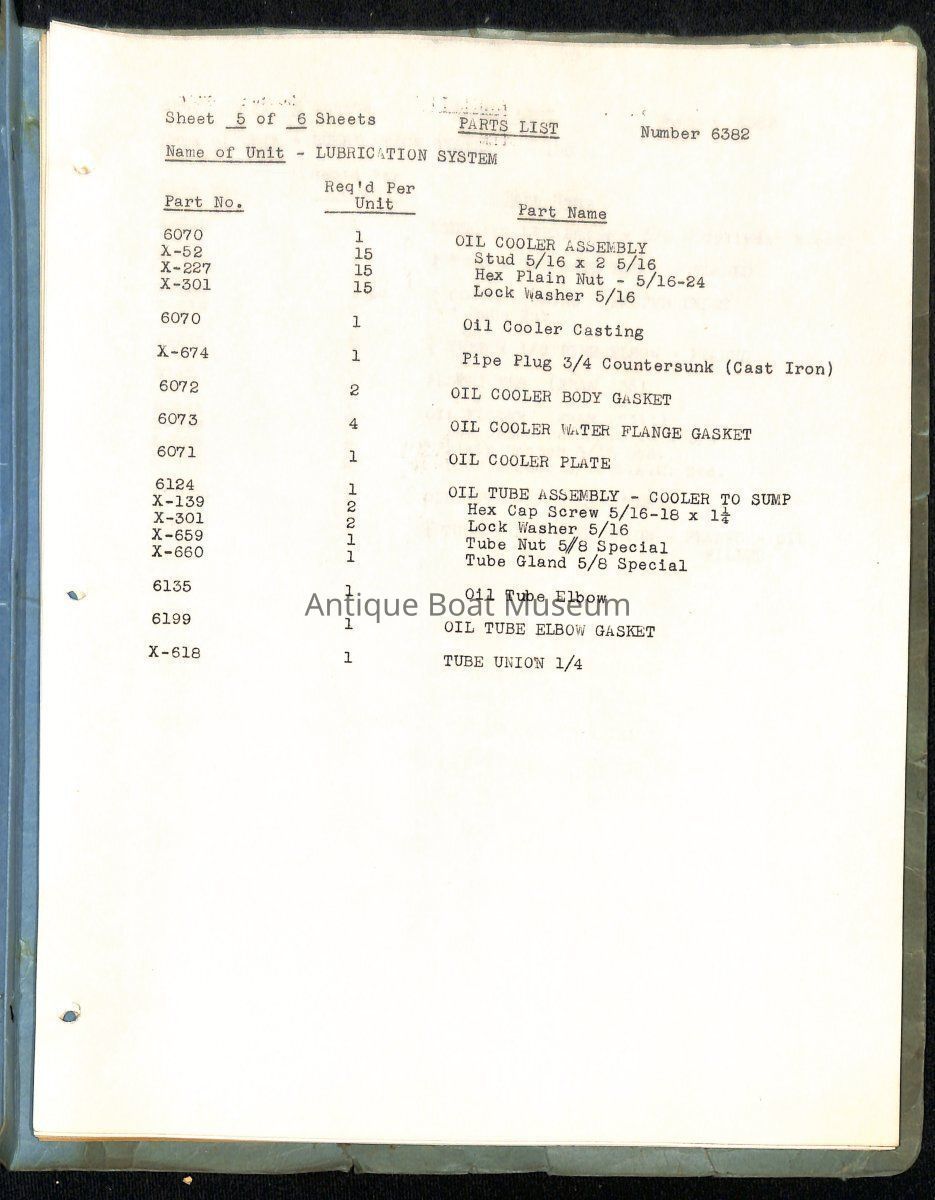 Sheet 5 of 6 Sheets PARTS LIST Number 6382
Name of Unit - LUBRICATION SYSTEM
Req'd Per
Part No. Unit Part Name
6070 1 OIL COOLER ASSEMBLY
X-52 15 Stud 5/16 x 2 5/16
X-227 15 Hex Plain Nut - 5/16-24
X-301 15 Lock Washer 5/16
6070 1 Oil Cooler Casting
X-674 1 Pipe Plug 3/4 Countersunk (Cast Iron)
6072 2 OIL COOLER BODY GASKET
6073 4 OIL COOLER WATER FLANGE GASKET
6071 1 OIL COOLER PLATE
6124 1 OIL TUBE ASSEMBLY - COOLER TO SUMP
X-139 2 Hex Cap Screw 5/16-18 x 1¼
X-301 2 Lock Washer 5/16
X-659 1 Tube Nut 5/8 Special
X-660 1 Tube Gland 5/8 Special
6135 1 Oil Tube Elbow
Antique Boat Museum
6199 1 OIL TUBE ELBOW GASKET
X-618 1 TUBE UNION 1/4